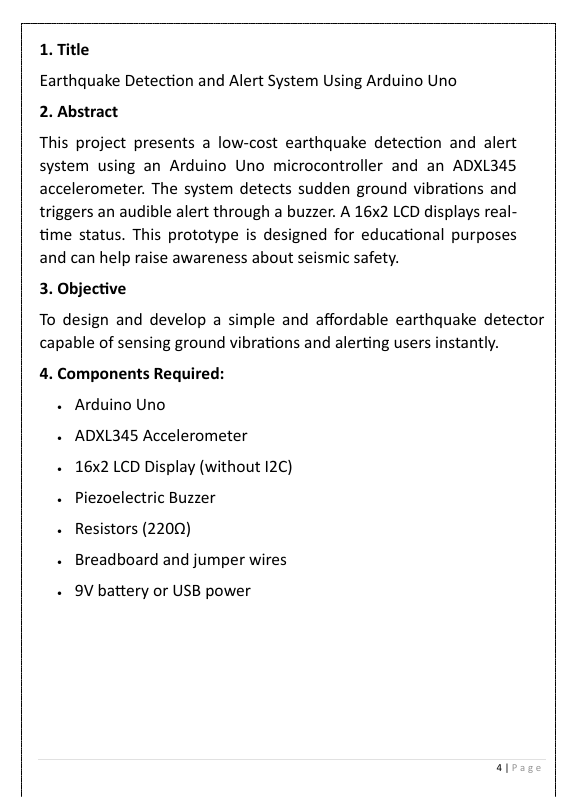 1. Title
Earthquake Detection and Alert System Using Arduino Uno
2. Abstract
This project presents a low-cost earthquake detection and alert
system using an Arduino Uno microcontroller and an ADXL345
accelerometer. The system detects sudden ground vibrations and
triggers an audible alert through a buzzer. A 16x2 LCD displays real-
time status. This prototype is designed for educational purposes
and can help raise awareness about seismic safety.
3. Objective
To design and develop a simple and affordable earthquake detector
capable of sensing ground vibrations and alerting users instantly.
4. Components Required:
• Arduino Uno
• ADXL345 Accelerometer
• 16x2 LCD Display (without I2C)
• Piezoelectric Buzzer
• Resistors (220Ω)
• Breadboard and jumper wires
• 9V battery or USB power
4 | Page